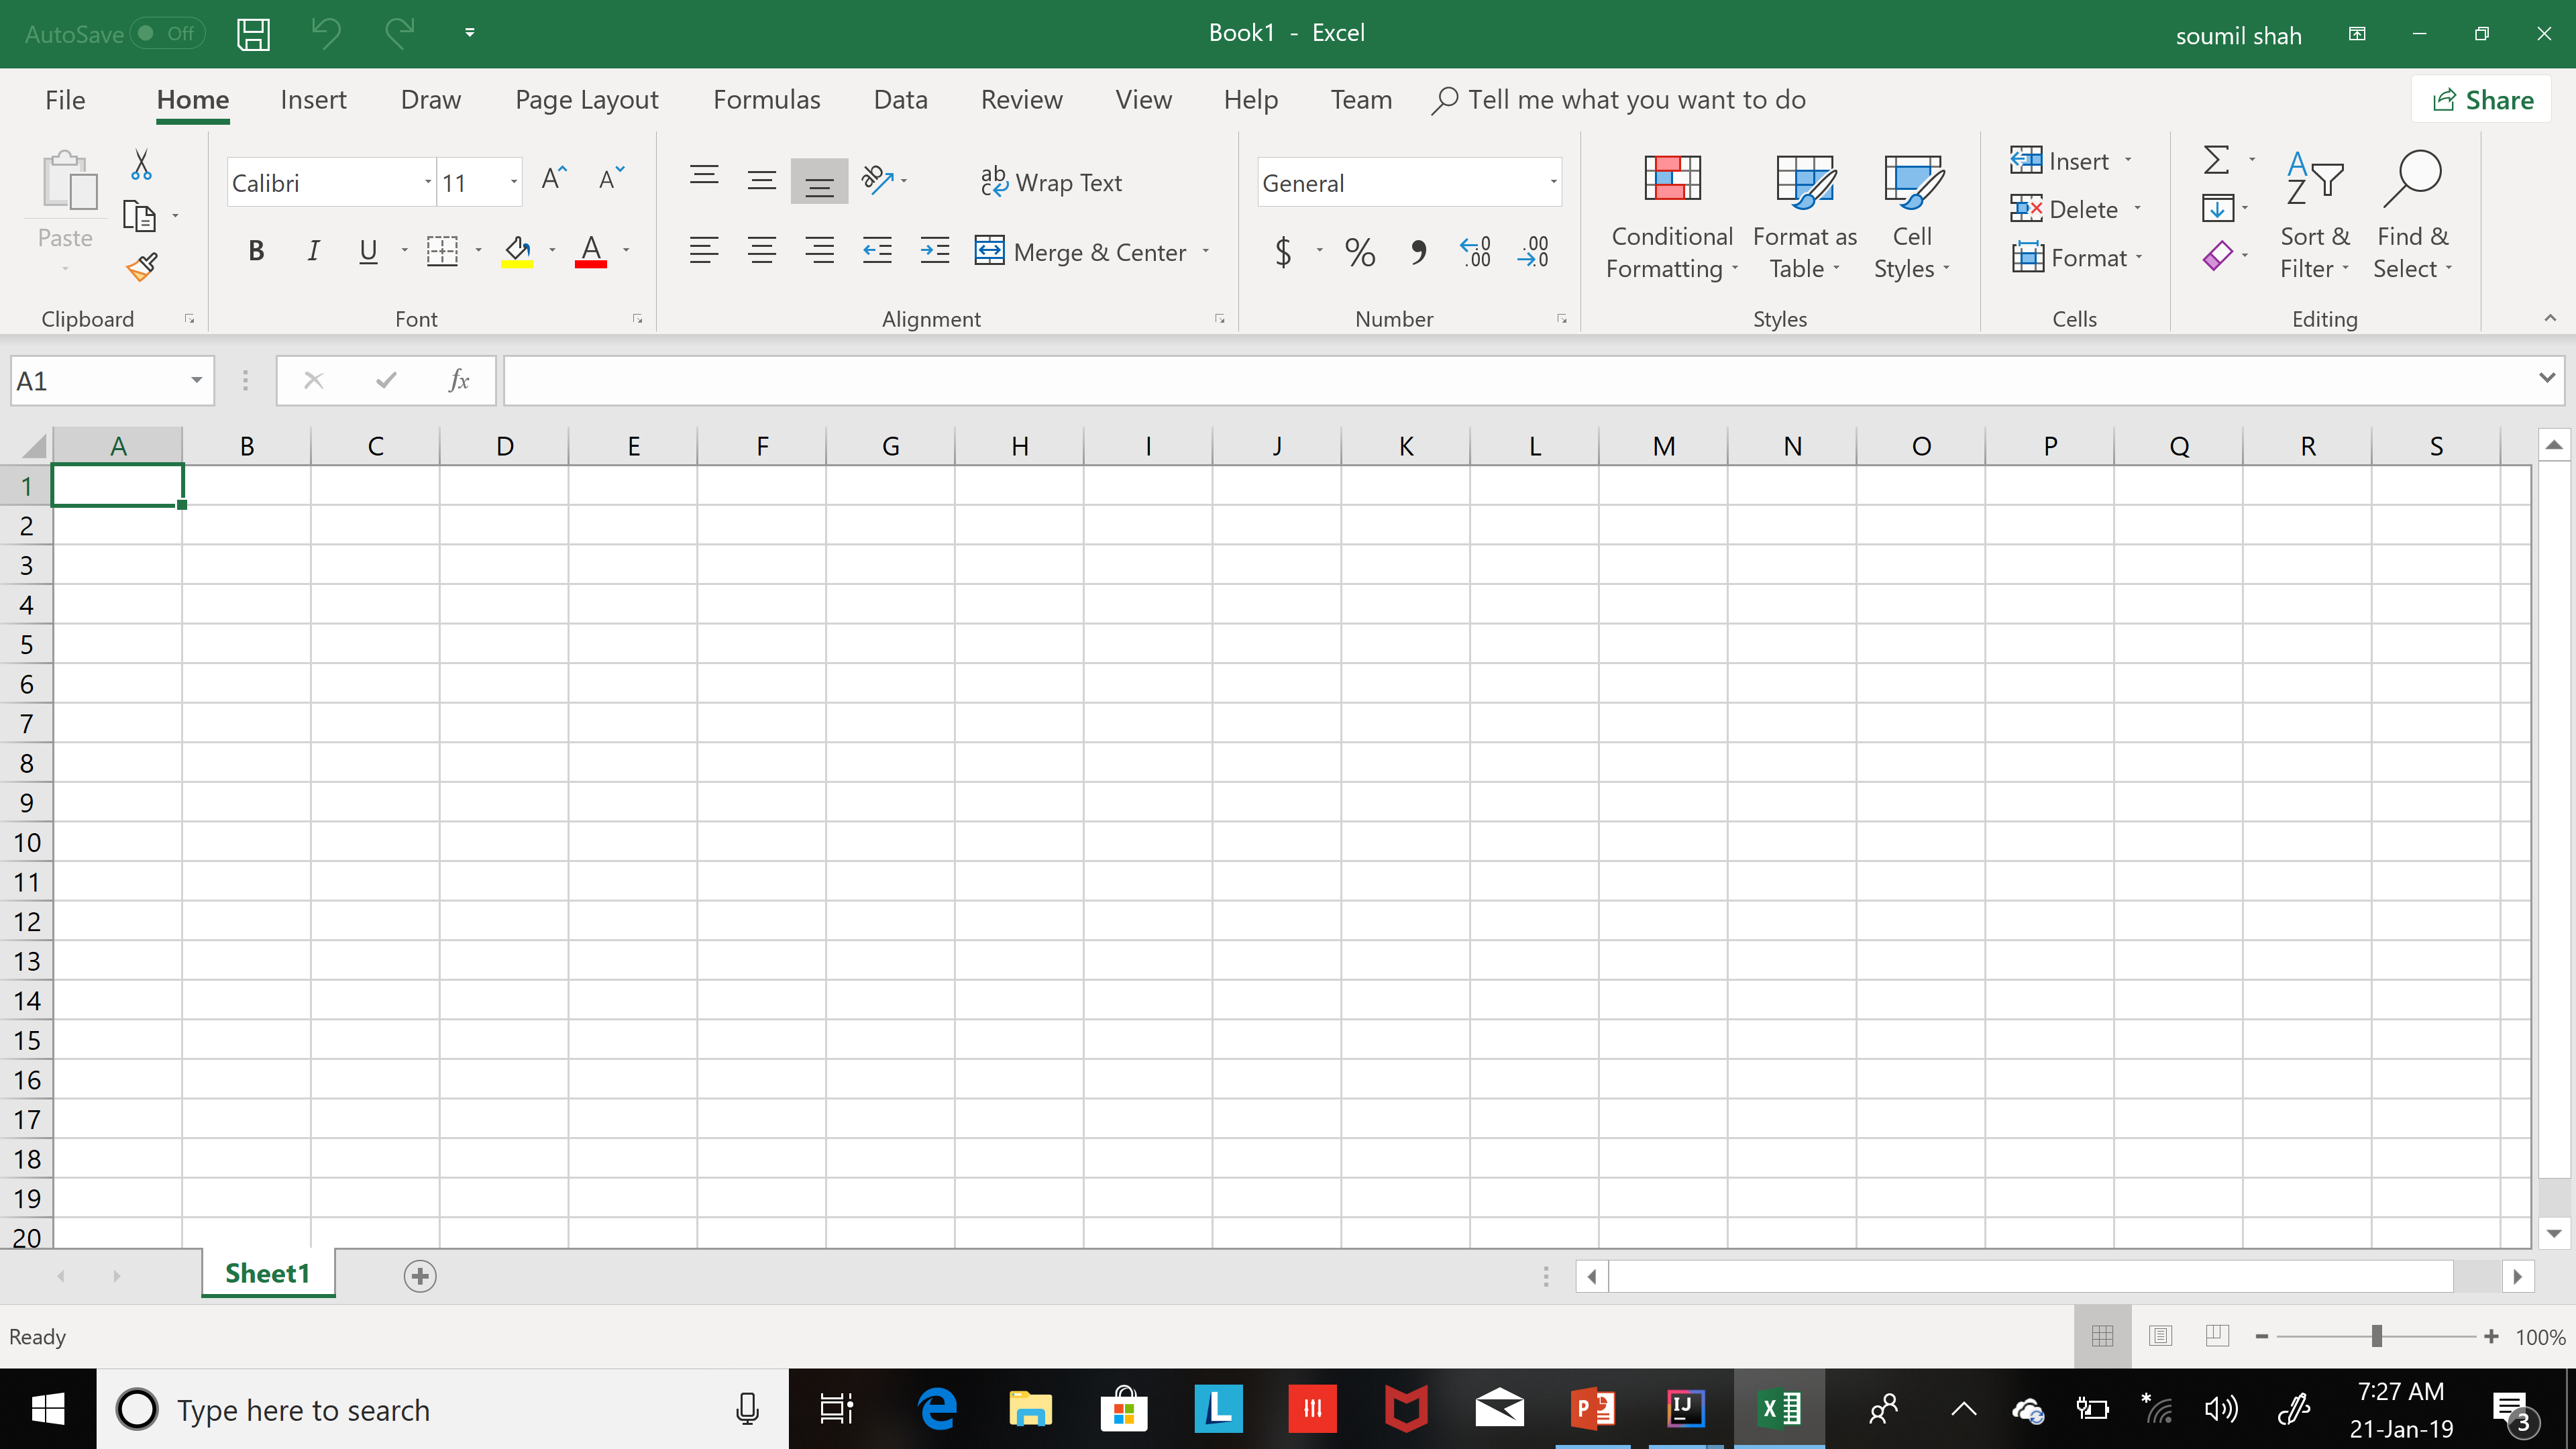 AutoSave Off
Book1 - Excel
soumil shah
File Home Insert Draw Page Layout Formulas Data Review View Help Team Tell me what you want to do Share
Paste
Calibri 11
B I U A
ab Wrap Text
Merge & Center
General
$ % , .00 .0
Conditional Formatting
Format as Table
Cell Styles
Insert
Delete
Format
Sort & Filter
Find & Select
Clipboard Font Alignment Number Styles Cells Editing
A1 fx
A B C D E F G H I J K L M N O P Q R S
1
2
3
4
5
6
7
8
9
10
11
12
13
14
15
16
17
18
19
20
Sheet1
Ready
100%
Type here to search
7:27 AM
21-Jan-19
3